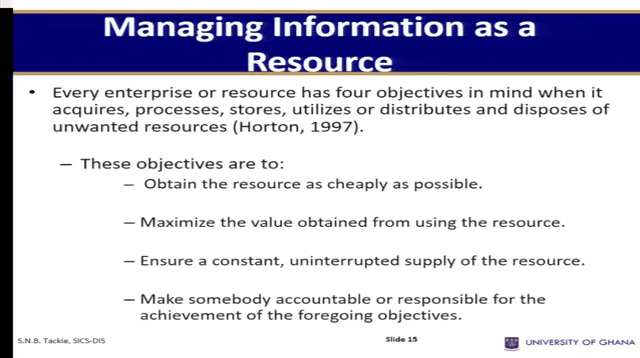 Managing Information as a
Resource
• Every enterprise or resource has four objectives in mind when it
acquires, processes, stores, utilizes or distributes and disposes of
unwanted resources (Horton, 1997).
– These objectives are to:
– Obtain the resource as cheaply as possible.
– Maximize the value obtained from using the resource.
– Ensure a constant, uninterrupted supply of the resource.
– Make somebody accountable or responsible for the
achievement of the foregoing objectives.
S.N.B. Tackie, SICS-DIS
Slide 15
UNIVERSITY OF GHANA